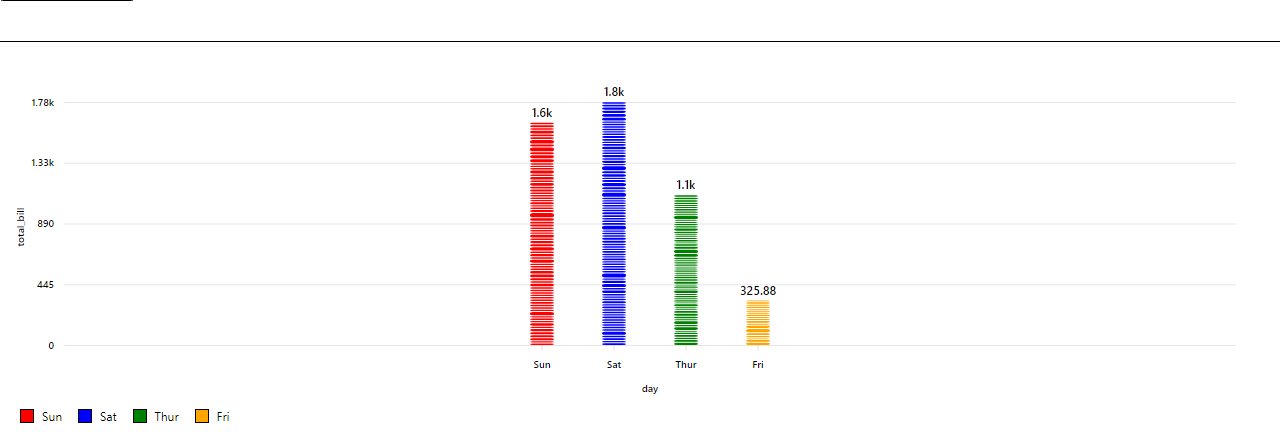 1.8k
1.78k
1.6k
1.33k
1.1k
890
total_bill
445
325.88
0
Sun Sat Thur Fri
day
Sun Sat Thur Fri